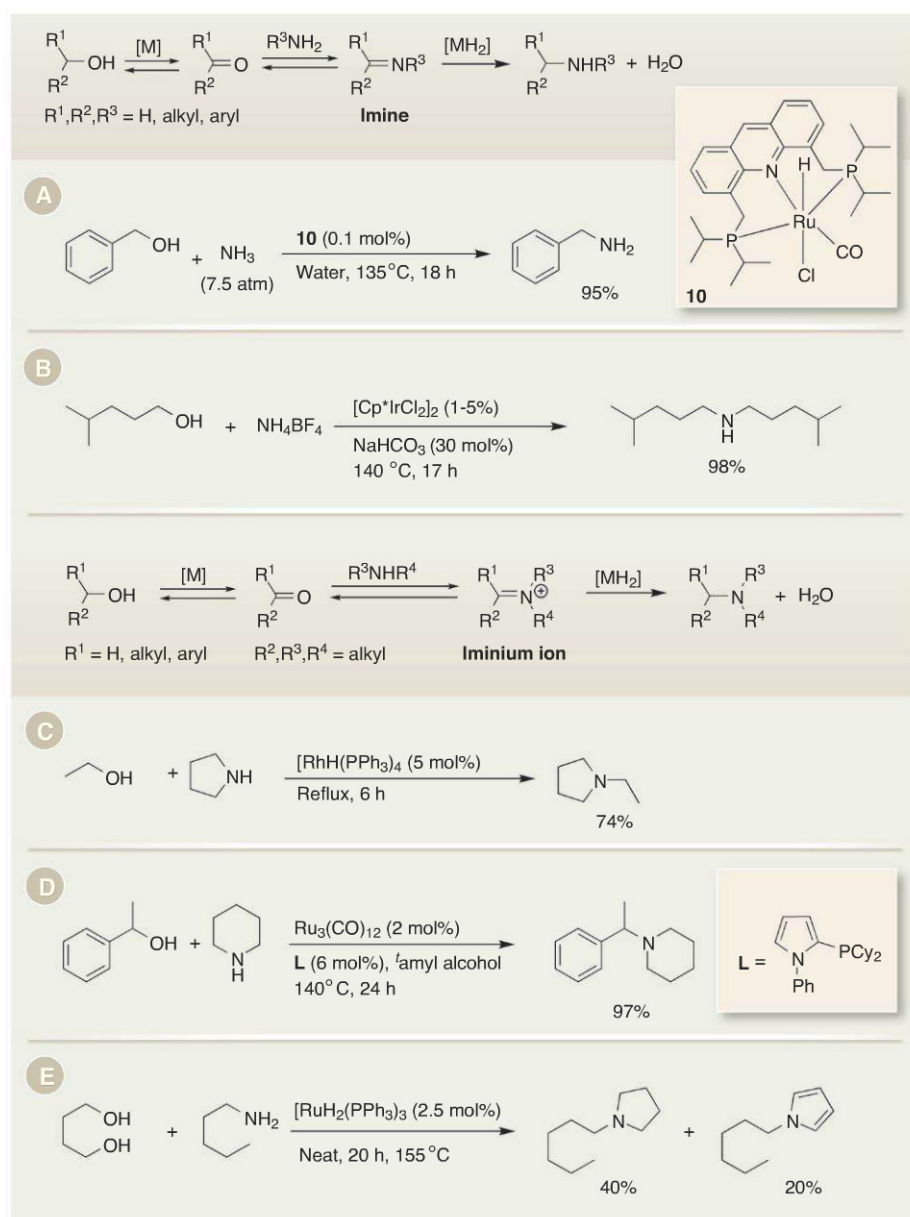 R¹ OH R² [M] R¹ O R² R³NH₂ R¹ NR³ R² [MH₂] R¹ NHR³ R² + H₂O
R¹,R²,R³ = H, alkyl, aryl Imine
H N P P Ru CO Cl
10
A
OH + NH₃ 10 (0.1 mol%) NH₂
(7.5 atm) Water, 135°C, 18 h
95%
B
OH + NH₄BF₄ [Cp*IrCl₂]₂ (1-5%) N H
NaHCO₃ (30 mol%)
140 °C, 17 h 98%
R¹ OH R² [M] R¹ O R² R³NHR⁴ R¹ R³ N ⊕ R² R⁴ [MH₂] R¹ R³ N R² R⁴ + H₂O
R¹ = H, alkyl, aryl R²,R³,R⁴ = alkyl Iminium ion
C
OH + NH [RhH(PPh₃)₄ (5 mol%) N
Reflux, 6 h
74%
D
OH + N H Ru₃(CO)₁₂ (2 mol%) N
L (6 mol%), ᵗamyl alcohol
140°C, 24 h
97%
L = N PCy₂
Ph
E
OH OH + NH₂ [RuH₂(PPh₃)₃ (2.5 mol%) N + N
Neat, 20 h, 155°C
40% 20%